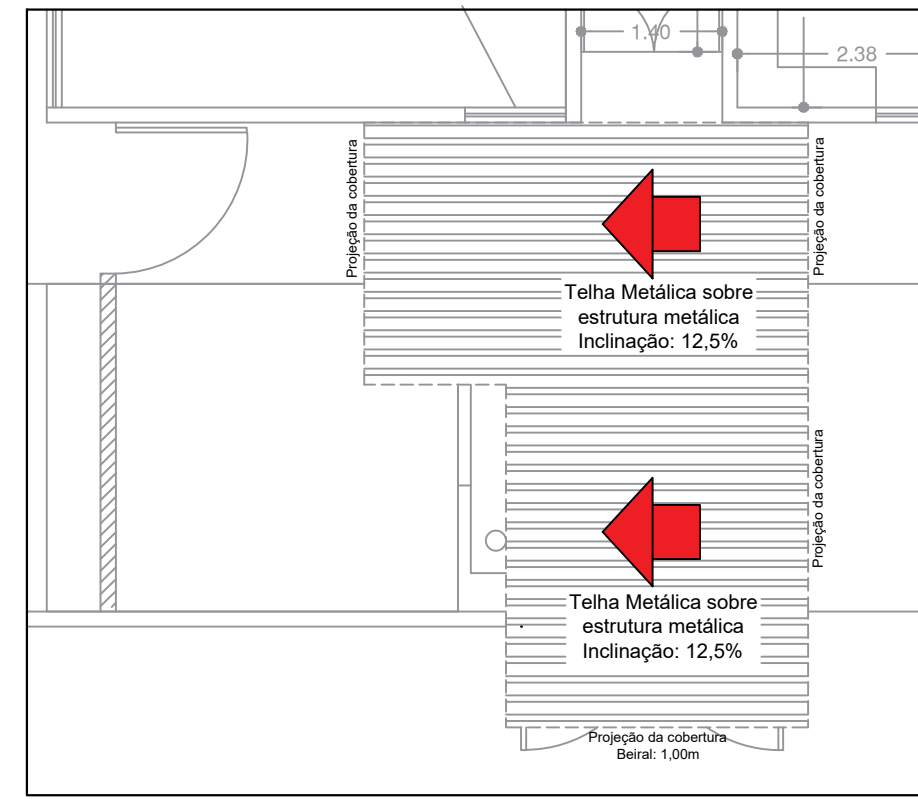 1.40
2.38
Projeção da cobertura
Projeção da cobertura
Telha Metálica sobre
estrutura metálica
Inclinação: 12,5%
Projeção da cobertura
Telha Metálica sobre
estrutura metálica
Inclinação: 12,5%
Projeção da cobertura
Beiral: 1,00m